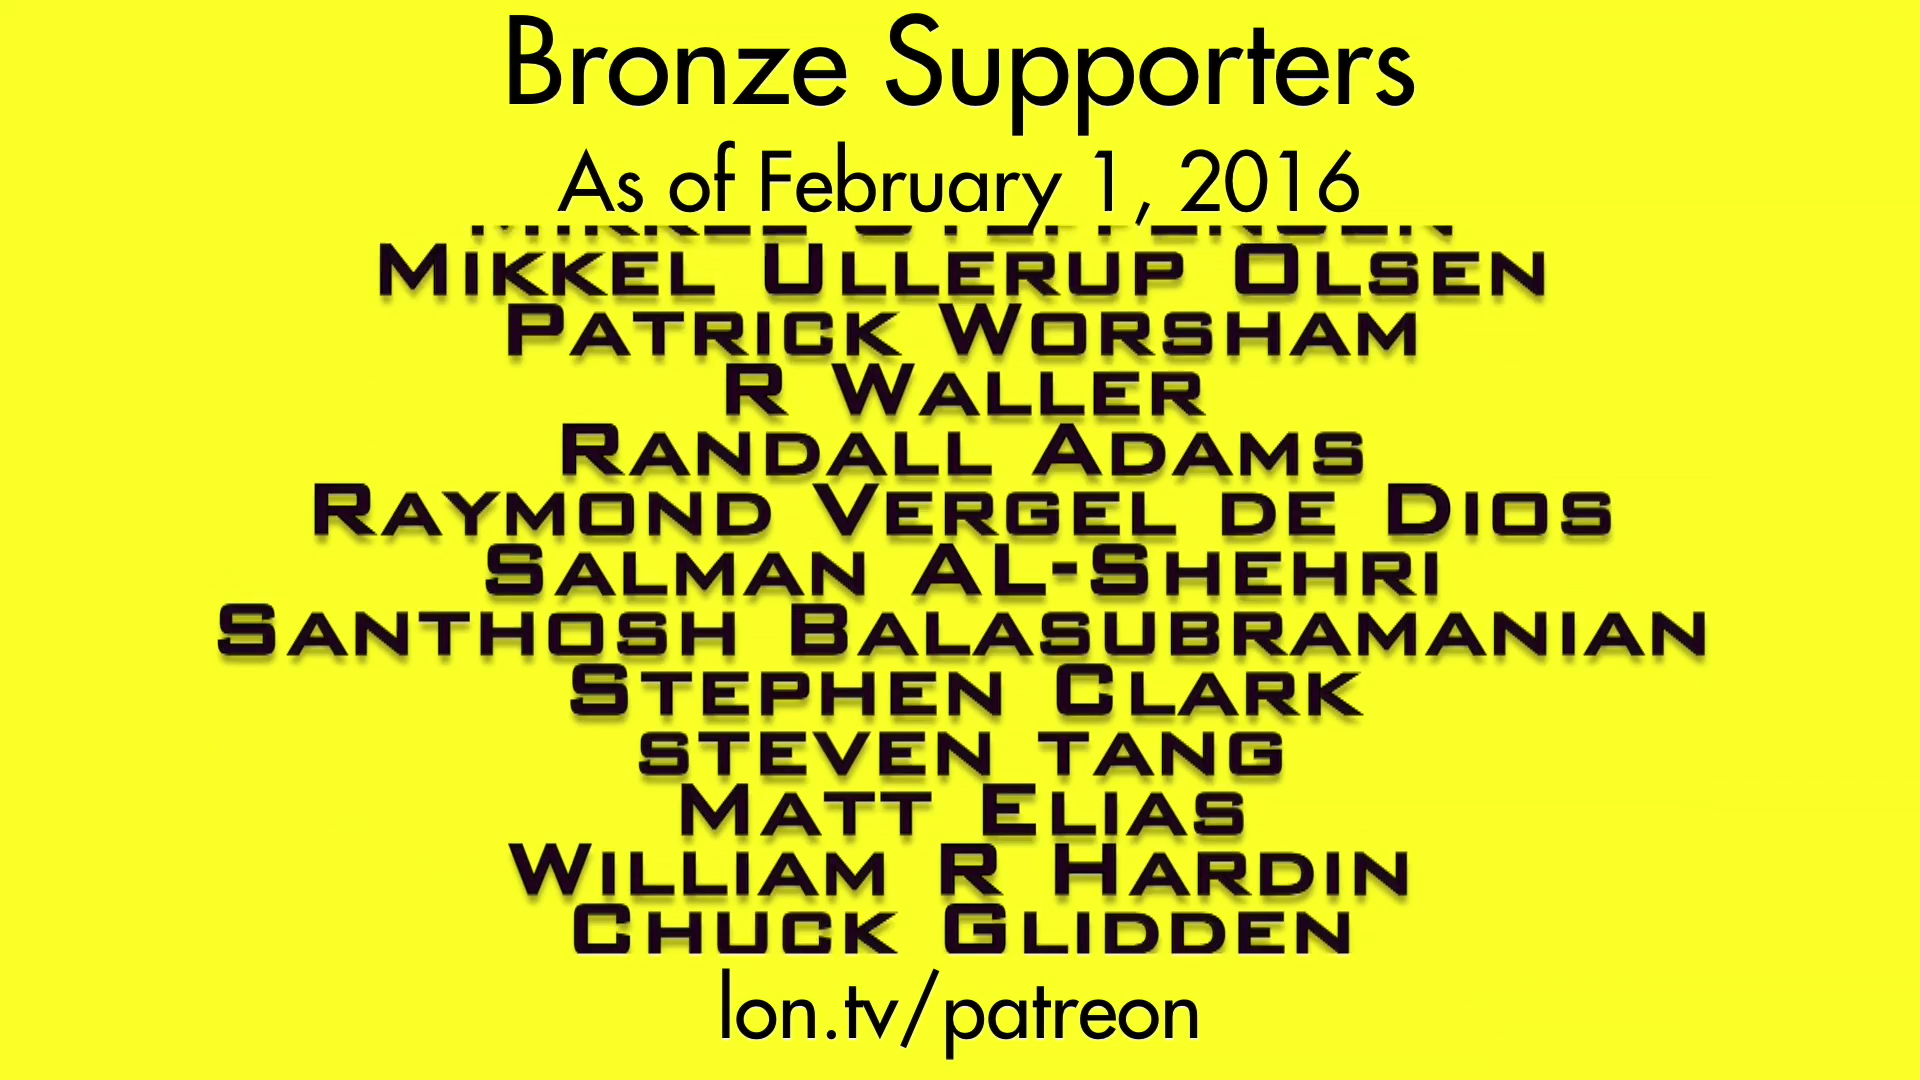 Bronze Supporters
As of February 1, 2016
Mikkel Ullerup Olsen
Patrick Worsham
R Waller
Randall Adams
Raymond Vergel de Dios
Salman AL-Shehri
Santhosh Balasubramanian
Stephen Clark
steven tang
Matt Elias
William R Hardin
Chuck Glidden
lon.tv/patreon